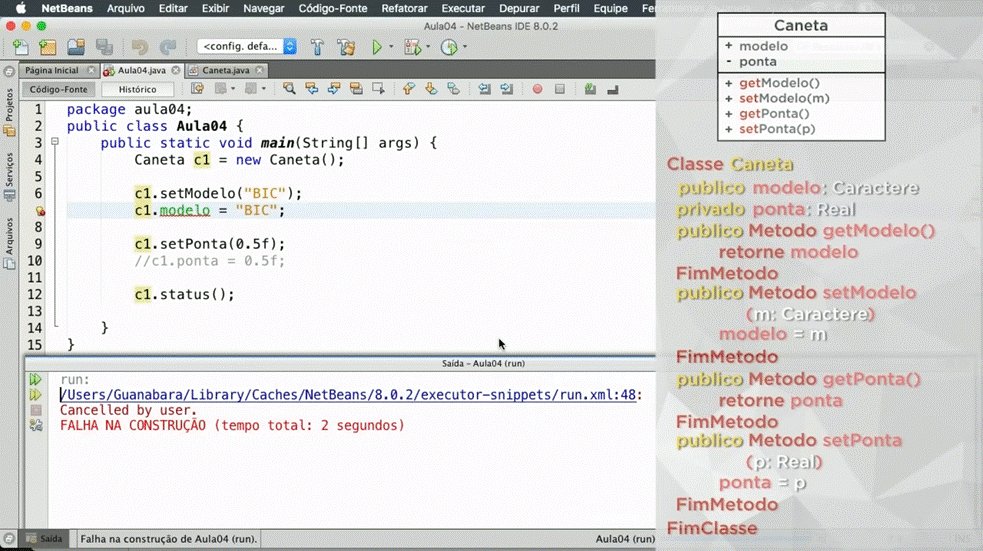 NetBeans Arquivo Editar Exibir Navegar Código-Fonte Refatorar Executar Depurar Perfil Equipe
Aula04 - NetBeans IDE 8.0.2
<config. defa...
Página Inicial Aula04.java Caneta.java
Código-Fonte Histórico
Projetos
Serviços
Arquivos
1 package aula04;
2 public class Aula04 {
3 public static void main(String[] args) {
4 Caneta c1 = new Caneta();
5
6 c1.setModelo("BIC");
c1.modelo = "BIC";
8
9 c1.setPonta(0.5f);
10 //c1.ponta = 0.5f;
11
12 c1.status();
13
14 }
15 }
Saída - Aula04 (run)
run:
/Users/Guanabara/Library/Caches/NetBeans/8.0.2/executor-snippets/run.xml:48:
Cancelled by user.
FALHA NA CONSTRUÇÃO (tempo total: 2 segundos)
Saída Falha na construção de Aula04 (run). Aula04 (run)
Caneta
+ modelo
- ponta
+ getModelo()
+ setModelo(m)
+ getPonta()
+ setPonta(p)
Classe Caneta
publico modelo: Caractere
privado ponta: Real
publico Metodo getModelo()
retorne modelo
FimMetodo
publico Metodo setModelo
(m: Caractere)
modelo = m
FimMetodo
publico Metodo getPonta()
retorne ponta
FimMetodo
publico Metodo setPonta
(p: Real)
ponta = p
FimMetodo
FimClasse